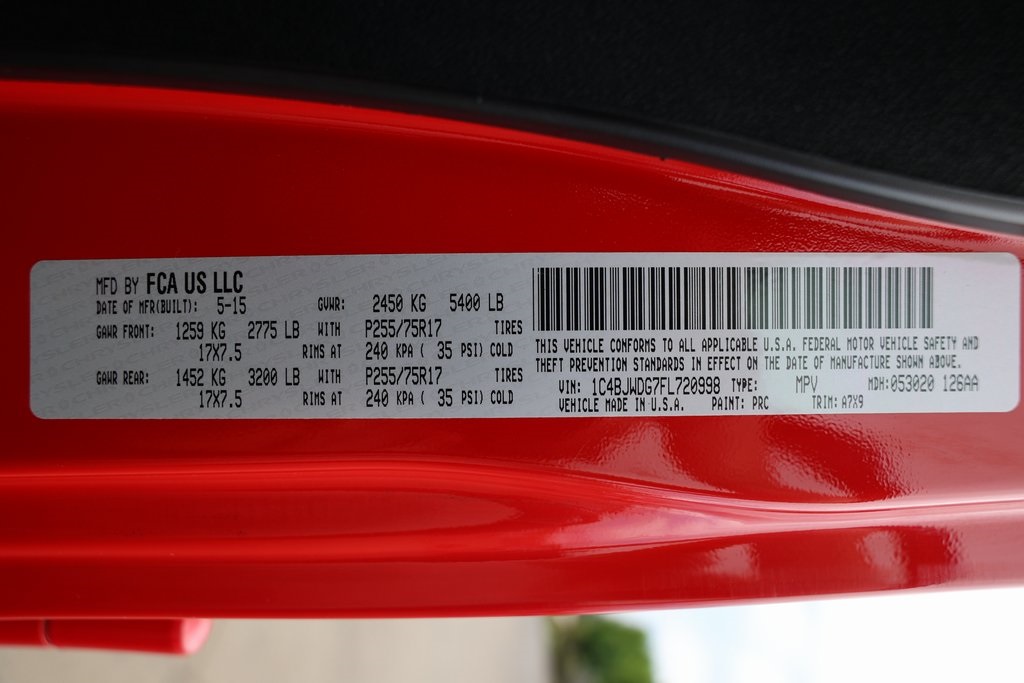 MFD BY FCA US LLC
DATE OF MFR(BUILT): 5-15 GVWR: 2450 KG 5400 LB
GAWR FRONT: 1259 KG 2775 LB WITH P255/75R17 TIRES
17X7.5 RIMS AT 240 KPA ( 35 PSI) COLD
GAWR REAR: 1452 KG 3200 LB WITH P255/75R17 TIRES
17X7.5 RIMS AT 240 KPA ( 35 PSI) COLD
THIS VEHICLE CONFORMS TO ALL APPLICABLE U.S.A. FEDERAL MOTOR VEHICLE SAFETY AND
THEFT PREVENTION STANDARDS IN EFFECT ON THE DATE OF MANUFACTURE SHOWN ABOVE.
VIN: 1C4BJWDG7FL720998 TYPE: MPV MDH:053020 126AA
VEHICLE MADE IN U.S.A. PAINT: PRC TRIM: A7X9